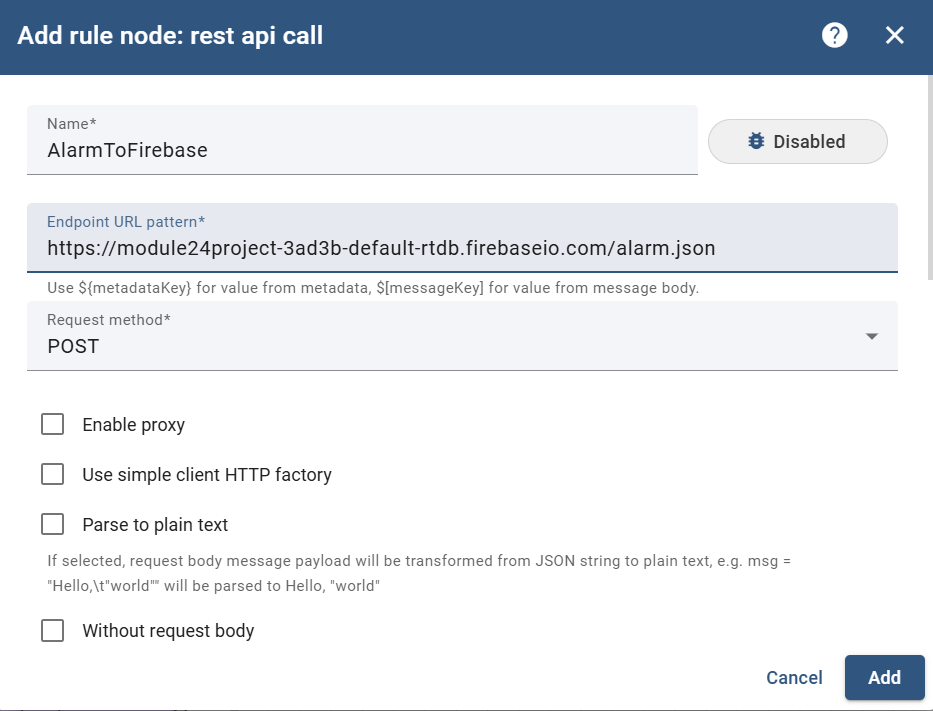 Add rule node: rest api call
?
Name*
AlarmToFirebase
Disabled
Endpoint URL pattern*
https://module24project-3ad3b-default-rtdb.firebaseio.com/alarm.json
Use ${metadataKey} for value from metadata, $[messageKey] for value from message body.
Request method*
POST
Enable proxy
Use simple client HTTP factory
Parse to plain text
If selected, request body message payload will be transformed from JSON string to plain text, e.g. msg =
"Hello,\t"world"" will be parsed to Hello, "world"
Without request body
Cancel
Add